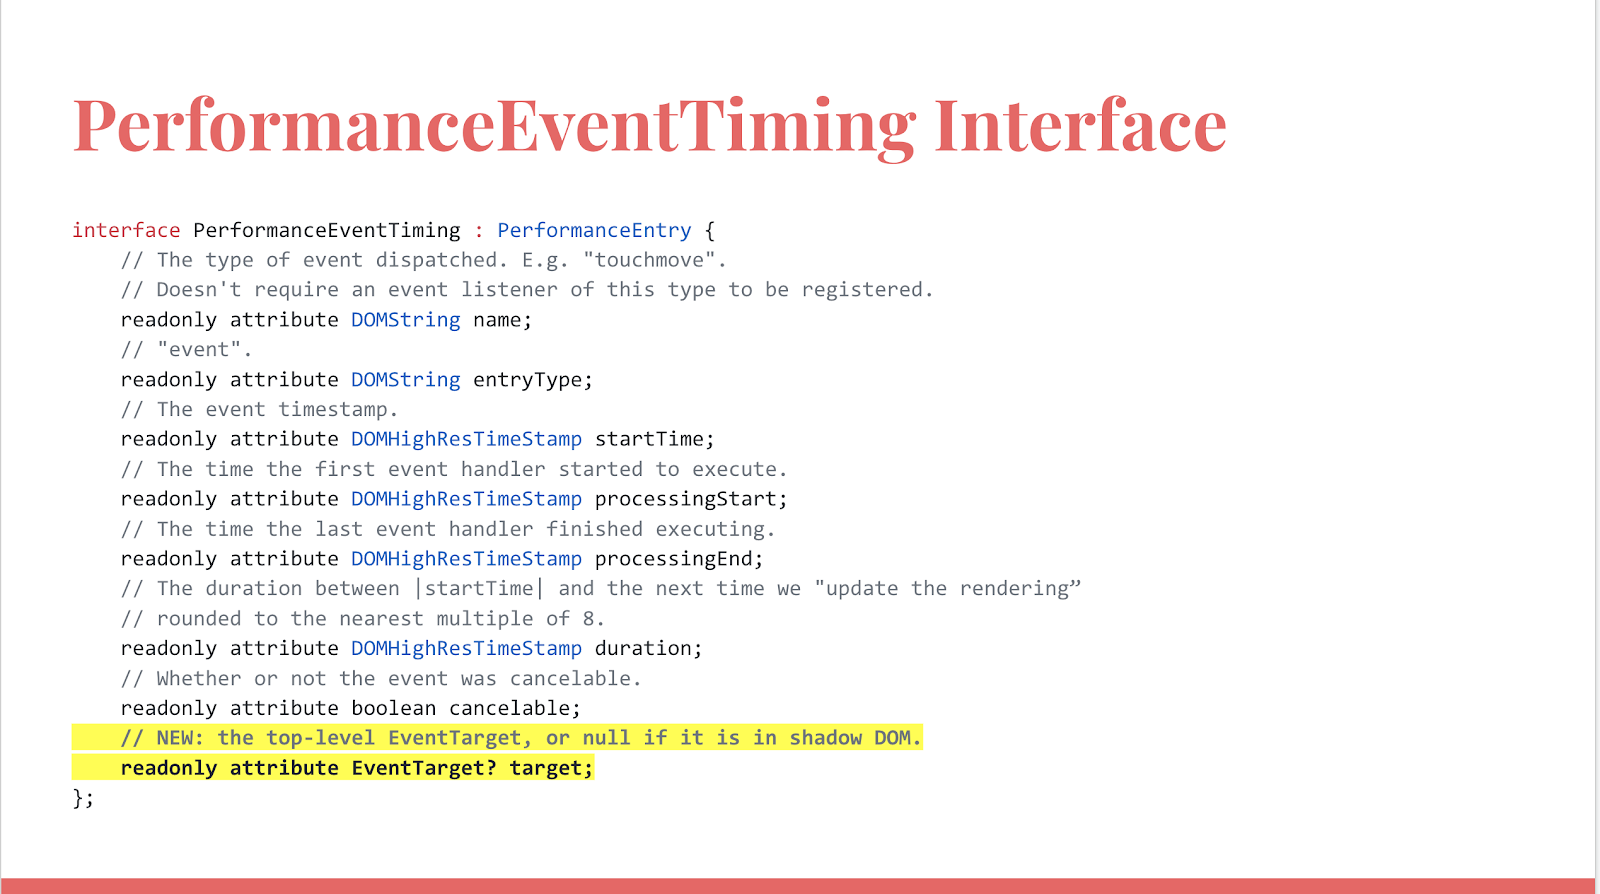 PerformanceEventTiming Interface
interface PerformanceEventTiming : PerformanceEntry {
// The type of event dispatched. E.g. "touchmove".
// Doesn't require an event listener of this type to be registered.
readonly attribute DOMString name;
// "event".
readonly attribute DOMString entryType;
// The event timestamp.
readonly attribute DOMHighResTimeStamp startTime;
// The time the first event handler started to execute.
readonly attribute DOMHighResTimeStamp processingStart;
// The time the last event handler finished executing.
readonly attribute DOMHighResTimeStamp processingEnd;
// The duration between |startTime| and the next time we "update the rendering”
// rounded to the nearest multiple of 8.
readonly attribute DOMHighResTimeStamp duration;
// Whether or not the event was cancelable.
readonly attribute boolean cancelable;
// NEW: the top-level EventTarget, or null if it is in shadow DOM.
readonly attribute EventTarget? target;
};